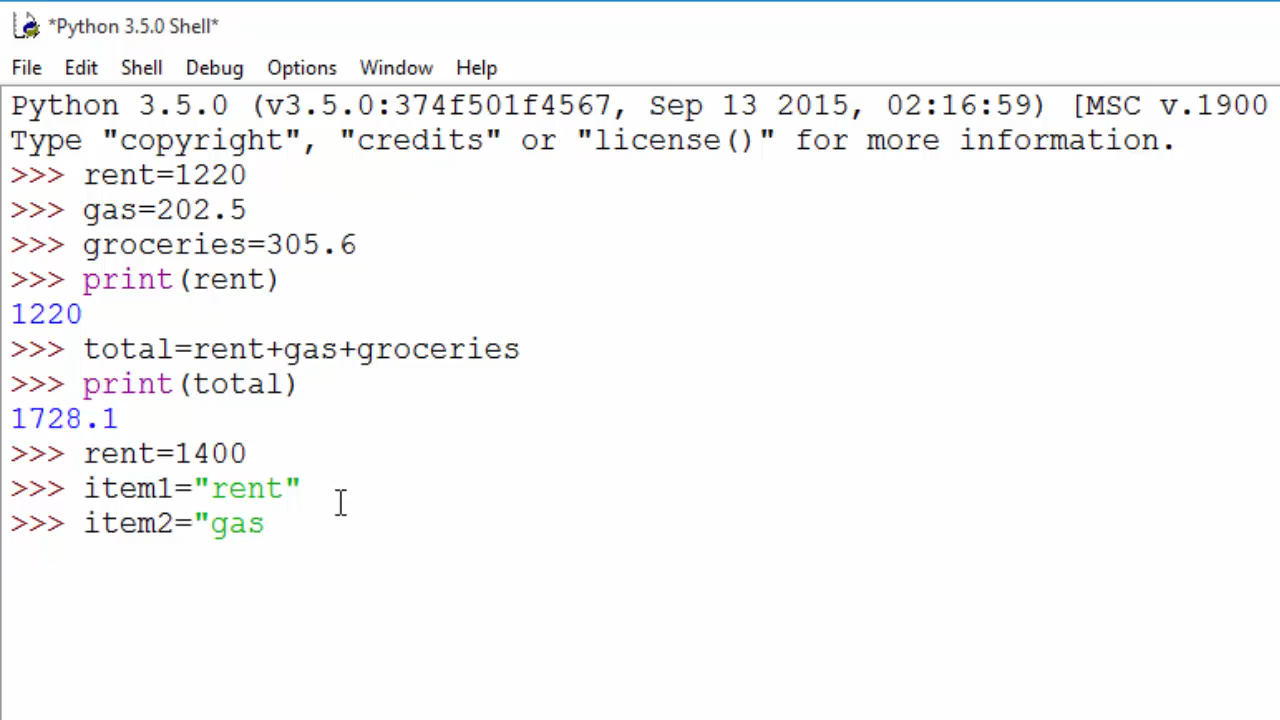 *Python 3.5.0 Shell*
File Edit Shell Debug Options Window Help
Python 3.5.0 (v3.5.0:374f501f4567, Sep 13 2015, 02:16:59) [MSC v.1900
Type "copyright", "credits" or "license()" for more information.
>>> rent=1220
>>> gas=202.5
>>> groceries=305.6
>>> print(rent)
1220
>>> total=rent+gas+groceries
>>> print(total)
1728.1
>>> rent=1400
>>> item1="rent"
>>> item2="gas